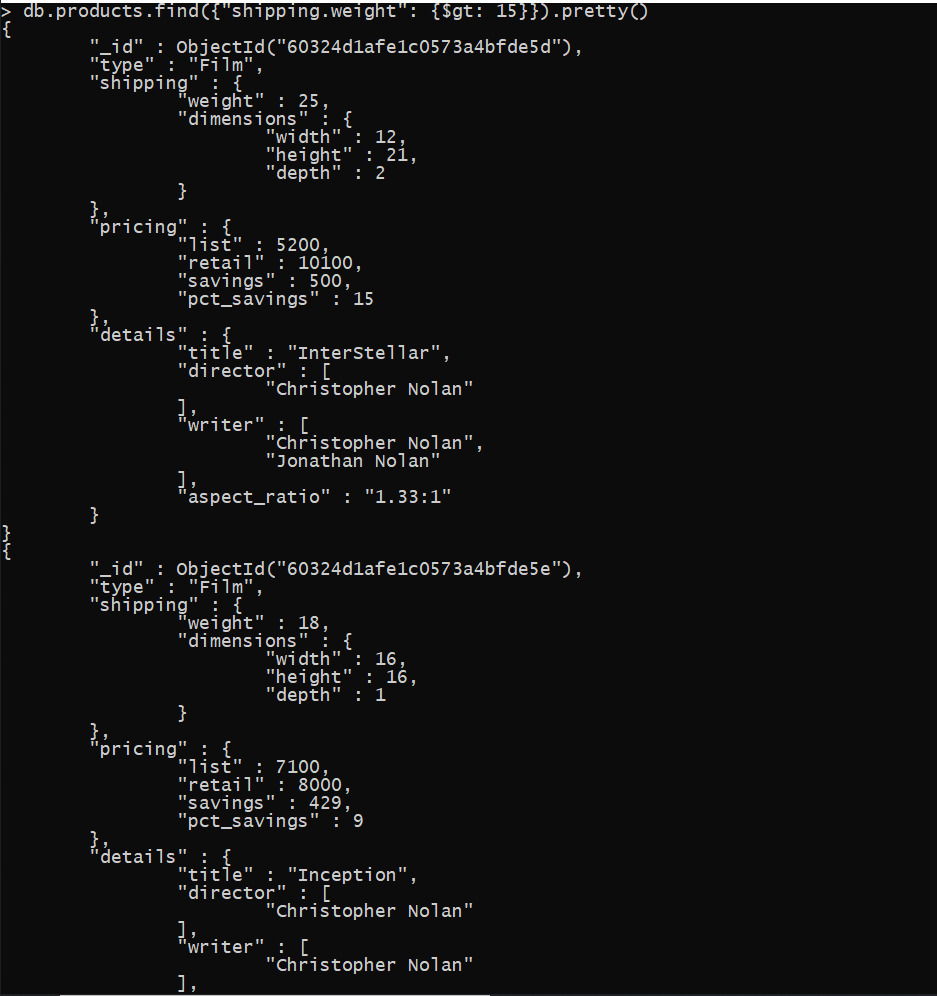 > db.products.find({"shipping.weight": {$gt: 15}}).pretty()
{
        "_id" : ObjectId("60324d1afe1c0573a4bfde5d"),
        "type" : "Film",
        "shipping" : {
                "weight" : 25,
                "dimensions" : {
                        "width" : 12,
                        "height" : 21,
                        "depth" : 2
                }
        },
        "pricing" : {
                "list" : 5200,
                "retail" : 10100,
                "savings" : 500,
                "pct_savings" : 15
        },
        "details" : {
                "title" : "InterStellar",
                "director" : [
                        "Christopher Nolan"
                ],
                "writer" : [
                        "Christopher Nolan",
                        "Jonathan Nolan"
                ],
                "aspect_ratio" : "1.33:1"
        }
}
{
        "_id" : ObjectId("60324d1afe1c0573a4bfde5e"),
        "type" : "Film",
        "shipping" : {
                "weight" : 18,
                "dimensions" : {
                        "width" : 16,
                        "height" : 16,
                        "depth" : 1
                }
        },
        "pricing" : {
                "list" : 7100,
                "retail" : 8000,
                "savings" : 429,
                "pct_savings" : 9
        },
        "details" : {
                "title" : "Inception",
                "director" : [
                        "Christopher Nolan"
                ],
                "writer" : [
                        "Christopher Nolan"
                ],